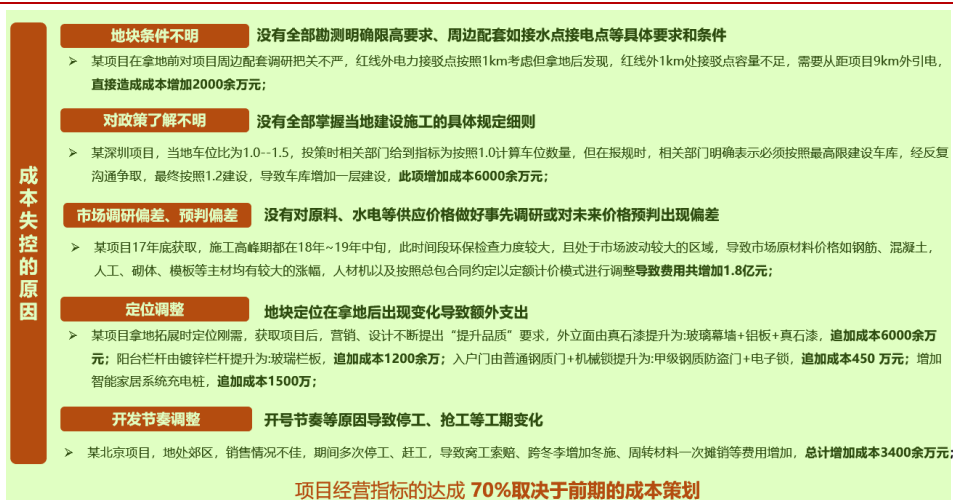 成本失控的原因
地块条件不明
没有全部勘测明确限高要求、周边配套如接水点接电点等具体要求和条件
➢ 某项目在拿地前对项目周边配套调研把关不严，红线外电力接驳点按照1km考虑但拿地后发现，红线外1km处接驳点容量不足，需要从距项目9km外引电，
直接造成成本增加2000余万元；
对政策了解不明
没有全部掌握当地建设施工的具体规定细则
➢ 某深圳项目，当地车位比为1.0--1.5，投策时相关部门给到指标为按照1.0计算车位数量，但在报规时，相关部门明确表示必须按照最高限建设车库，经反复
沟通争取，最终按照1.2建设，导致车库增加一层建设，此项增加成本6000余万元；
市场调研偏差、预判偏差
没有对原料、水电等供应价格做好事先调研或对未来价格预判出现偏差
➢ 某项目17年底获取，施工高峰期都在18年~19年中旬，此时间段环保检查力度较大，且处于市场波动较大的区域，导致市场原材料价格如钢筋、混凝土，
人工、砌体、模板等主材均有较大的涨幅，人材机以及按照总包合同约定以定额计价模式进行调整导致费用共增加1.8亿元；
定位调整
地块定位在拿地后出现变化导致额外支出
➢ 某项目拿地拓展时定位刚需，获取项目后，营销、设计不断提出“提升品质”要求，外立面由真石漆提升为:玻璃幕墙+铝板+真石漆，追加成本6000余万
元；阳台栏杆由镀锌栏杆提升为:玻璃栏板，追加成本1200余万；入户门由普通钢质门+机械锁提升为:甲级钢质防盗门+电子锁，追加成本450 万元；增加
智能家居系统充电桩，追加成本1500万；
开发节奏调整
开号节奏等原因导致停工、抢工等工期变化
➢ 某北京项目，地处郊区，销售情况不佳，期间多次停工、赶工，导致窝工索赔、跨冬季增加冬施、周转材料一次摊销等费用增加，总计增加成本3400余万元；
项目经营指标的达成 70%取决于前期的成本策划